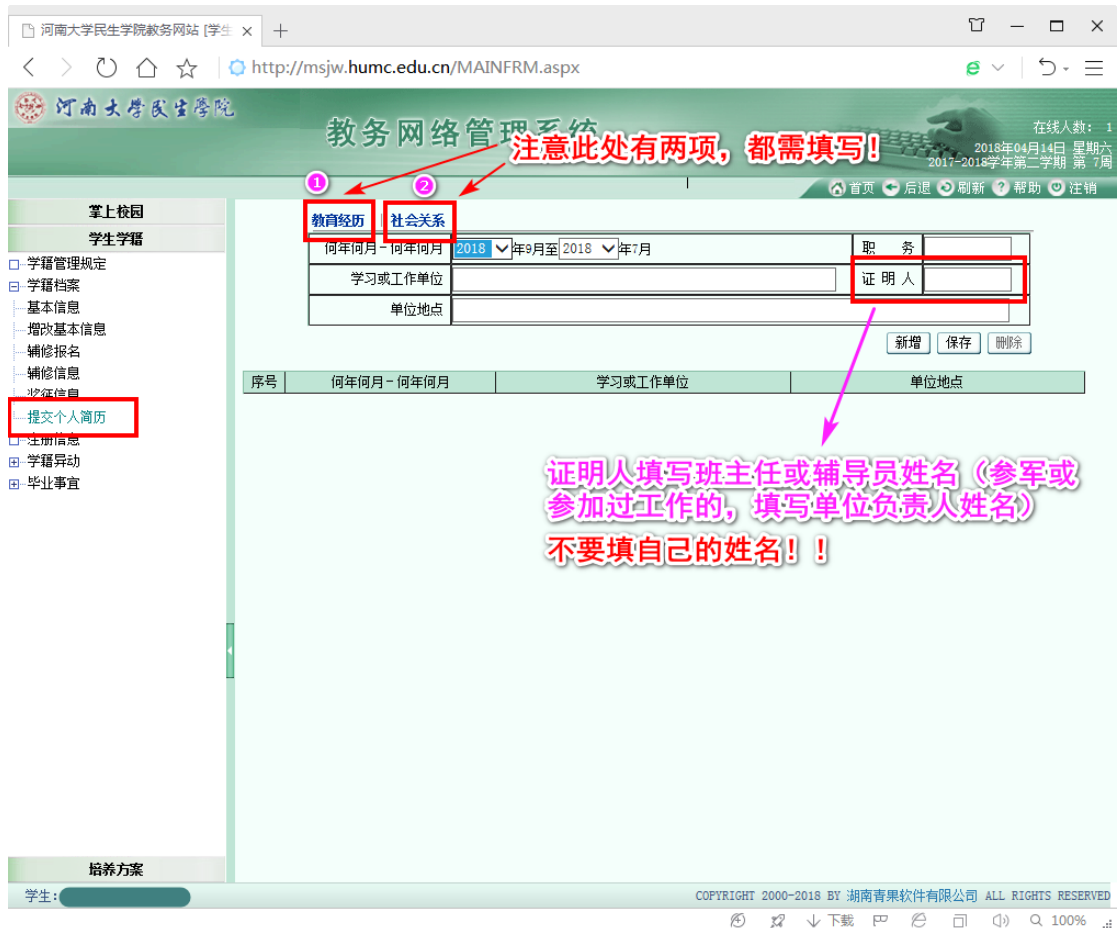 河南大学民生学院教务网站 [学生
http://msjw.humc.edu.cn/MAINFRM.aspx
河南大学民生學院
教务网络管理系统
注意此处有两项，都需填写！
在线人数： 1
2018年04月14日 星期六
2017-2018学年第二学期 第 7周
首页 后退 刷新 帮助 注销
1 2
掌上校园
学生学籍
学籍管理规定
学籍档案
基本信息
增改基本信息
辅修报名
辅修信息
奖征信息
提交个人简历
注册信息
学籍异动
毕业事宜
教育经历 | 社会关系
何年何月－何年何月 2018 年9月至 2018 年7月 职 务
学习或工作单位 证 明 人
单位地点
新增 保存 删除
序号 何年何月－何年何月 学习或工作单位 单位地点
证明人填写班主任或辅导员姓名（参军或
参加过工作的，填写单位负责人姓名）
不要填自己的姓名！！
培养方案
学生:
COPYRIGHT 2000-2018 BY 湖南青果软件有限公司 ALL RIGHTS RESERVED
下载 100%